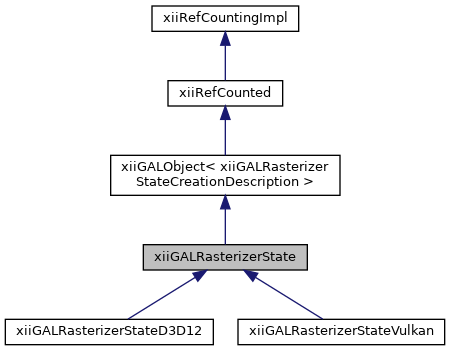 xiiRefCountingImpl
xiiRefCounted
xiiGALObject< xiiGALRasterizer
StateCreationDescription >
xiiGALRasterizerState
xiiGALRasterizerStateD3D12
xiiGALRasterizerStateVulkan